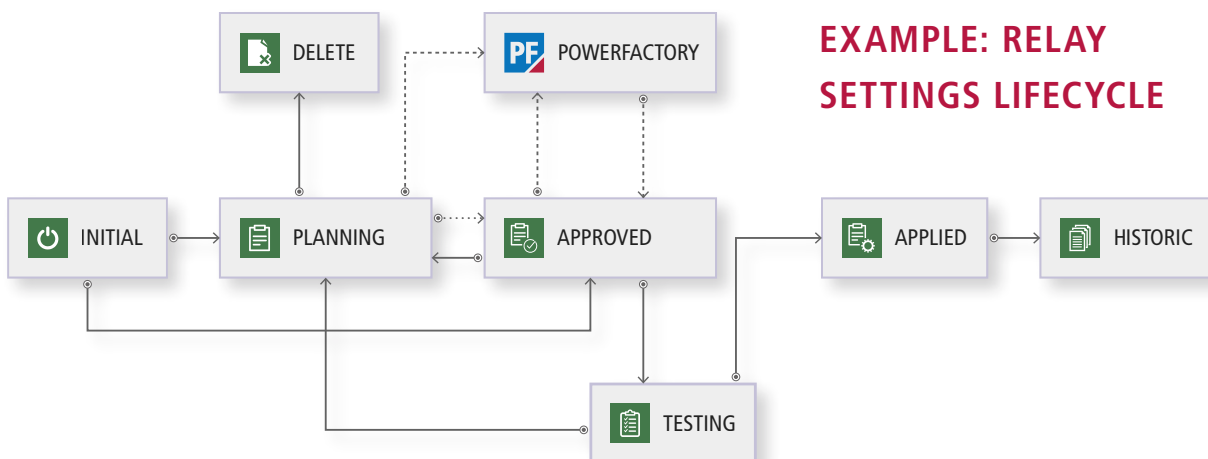 EXAMPLE: RELAY
SETTINGS LIFECYCLE
DELETE
PF POWERFACTORY
INITIAL
PLANNING
APPROVED
APPLIED
HISTORIC
TESTING